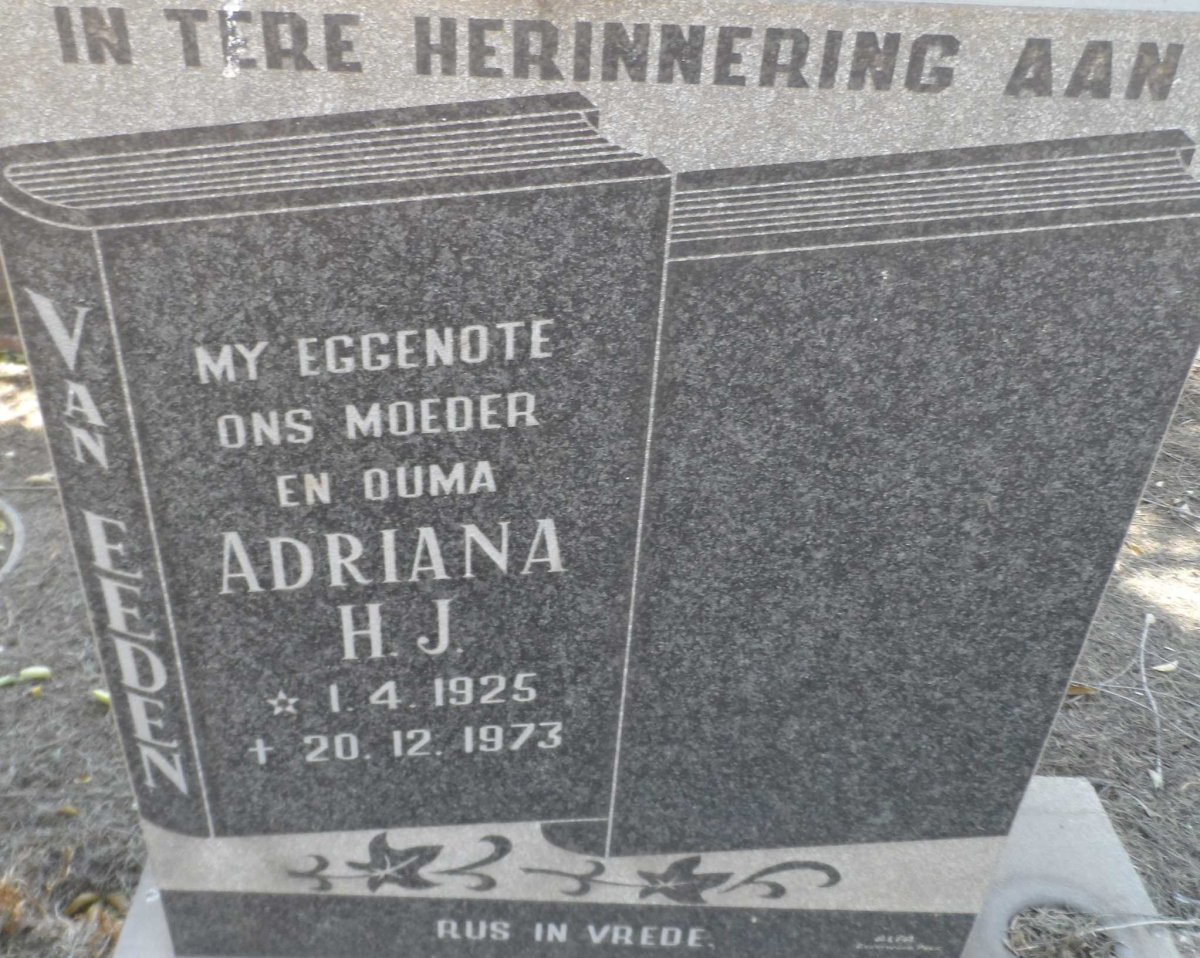 IN TERE HERINNERING AAN
VAN EEDEN
MY EGGENOTE
ONS MOEDER
EN OUMA
ADRIANA
H. J.
☆ 1. 4. 1925
✝ 20. 12. 1973
RUS IN VREDE.
ALFA